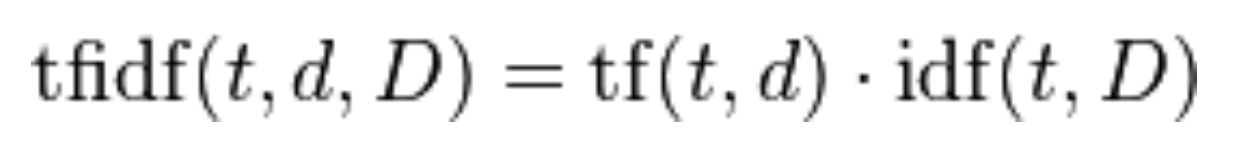 tfidf(t, d, D) = tf(t, d) · idf(t, D)